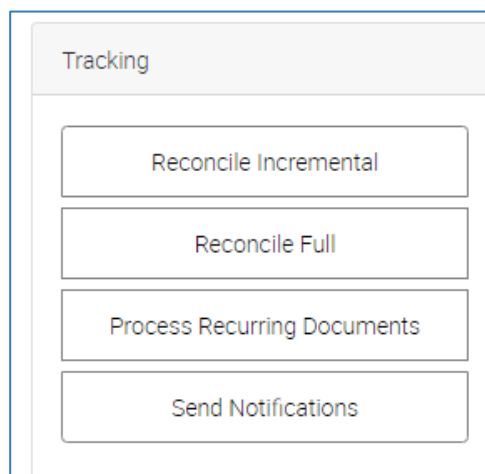 Tracking
Reconcile Incremental
Reconcile Full
Process Recurring Documents
Send Notifications